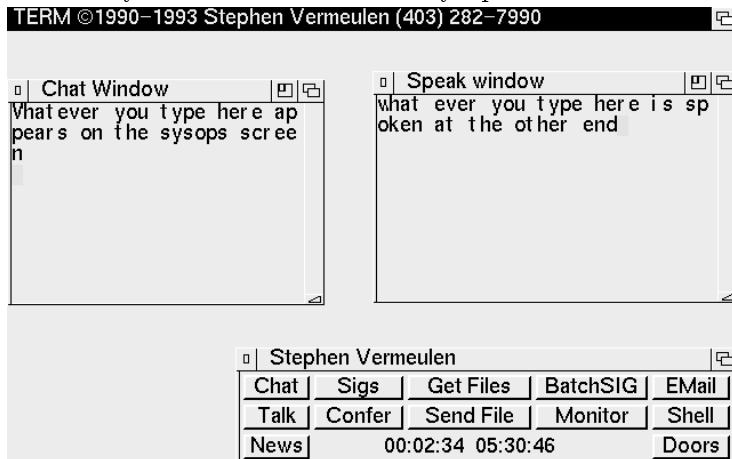 TERM ©1990-1993 Stephen Vermeulen (403) 282-7990
Chat Window
Whatever you type here ap
pears on the sysops scree
n
Speak window
what ever you type here is sp
oken at the other end
Stephen Vermeulen
Chat Sigs Get Files BatchSIG EMail
Talk Confer Send File Monitor Shell
News 00:02:34 05:30:46 Doors